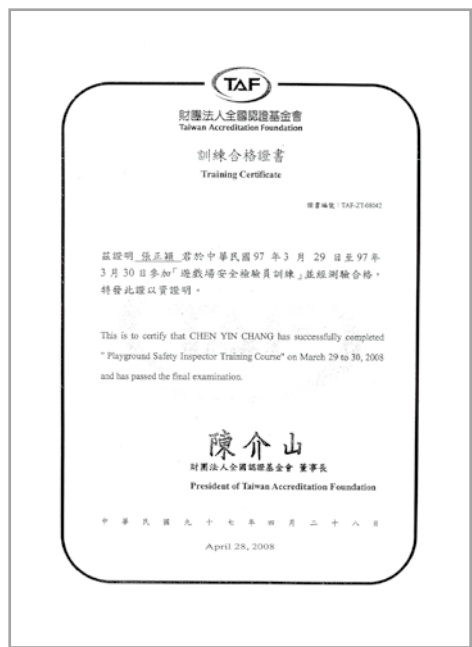 TAF
財團法人全國認證基金會
Taiwan Accreditation Foundation
訓練合格證書
Training Certificate
證書編號：TAF-ZT-08042
茲證明 張正穎 君於中華民國97 年 3 月 29 日至97年
3 月 30 日參加「遊戲場安全檢驗員訓練」並經測驗合格，
特發此證以資證明。
This is to certify that CHEN YIN CHANG has successfully completed
" Playground Safety Inspector Training Course" on March 29 to 30, 2008
and has passed the final examination.
陳介山
財團法人全國認證基金會 董事長
President of Taiwan Accreditation Foundation
中 華 民 國 九 十 七 年 四 月 二 十 八 日
April 28, 2008